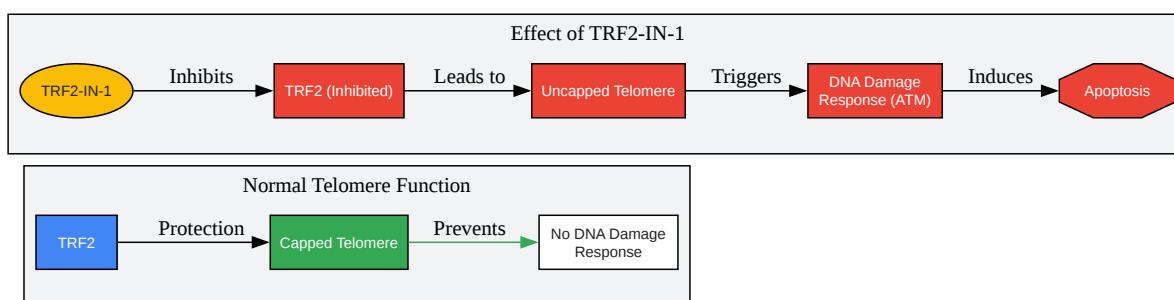 Effect of TRF2-IN-1
TRF2-IN-1
Inhibits
TRF2 (Inhibited)
Leads to
Uncapped Telomere
Triggers
DNA Damage
Response (ATM)
Induces
Apoptosis
Normal Telomere Function
TRF2
Protection
Capped Telomere
Prevents
No DNA Damage
Response